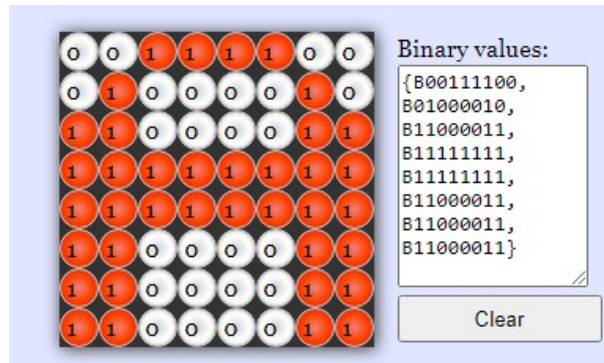 0 0 1 1 1 1 0 0
0 1 0 0 0 0 1 0
1 1 0 0 0 0 1 1
1 1 1 1 1 1 1 1
1 1 1 1 1 1 1 1
1 1 0 0 0 0 1 1
1 1 0 0 0 0 1 1
1 1 0 0 0 0 1 1
Binary values:
{B00111100,
B01000010,
B11000011,
B11111111,
B11111111,
B11000011,
B11000011,
B11000011}
Clear